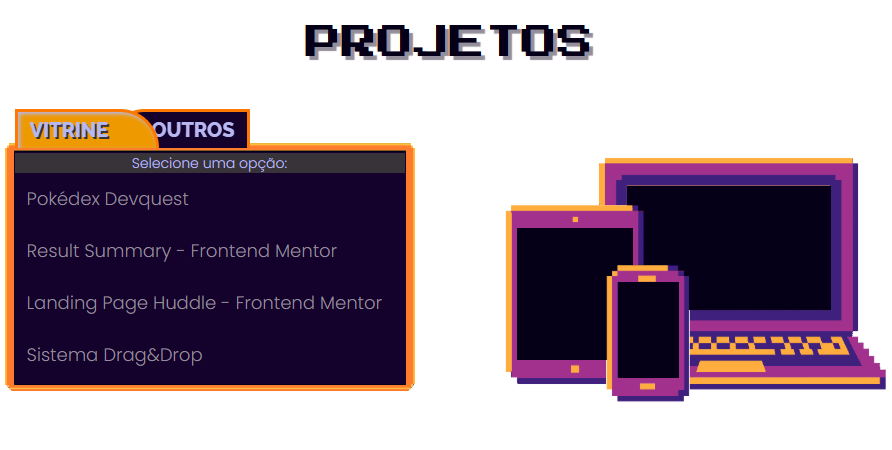 PROJETOS
VITRINE
OUTROS
Selecione uma opção:
Pokédex Devquest
Result Summary - Frontend Mentor
Landing Page Huddle - Frontend Mentor
Sistema Drag&Drop